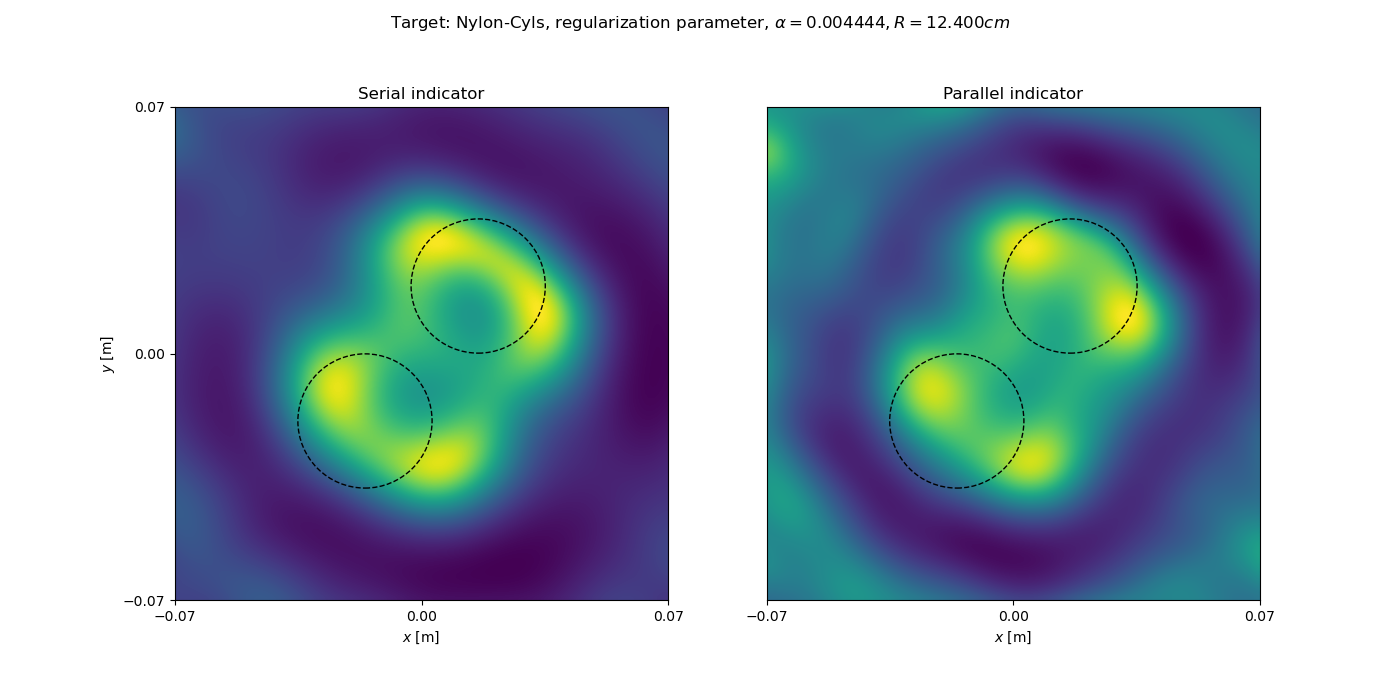 Target: Nylon-Cyls, regularization parameter, α = 0.004444, R = 12.400cm
Serial indicator
Parallel indicator
0.07
0.00
−0.07
y [m]
−0.07
0.00
0.07
x [m]
−0.07
0.00
0.07
x [m]